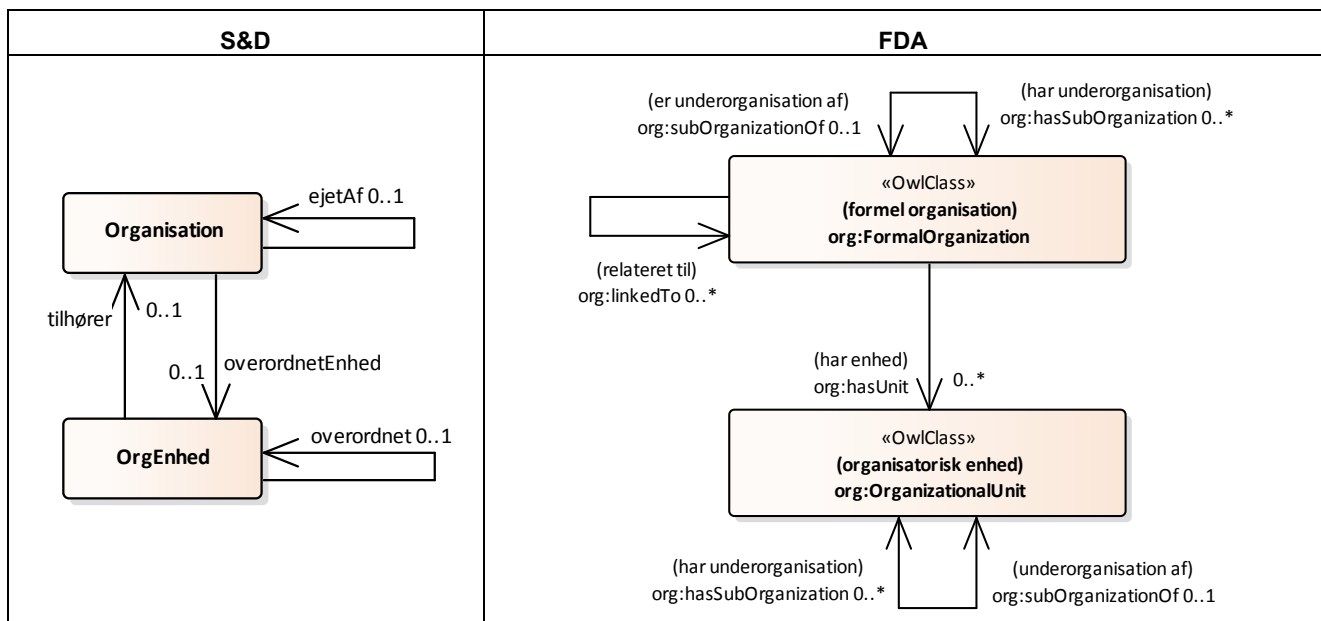 S&D
FDA
ejetAf 0..1
Organisation
tilhører
0..1
0..1
overordnetEnhed
overordnet 0..1
OrgEnhed
(er underorganisation af)
org:subOrganizationOf 0..1
(har underorganisation)
org:hasSubOrganization 0..*
«OwlClass»
(formel organisation)
org:FormalOrganization
(relateret til)
org:linkedTo 0..*
(har enhed)
org:hasUnit
0..*
«OwlClass»
(organisatorisk enhed)
org:OrganizationalUnit
(har underorganisation)
org:hasSubOrganization 0..*
(underorganisation af)
org:subOrganizationOf 0..1